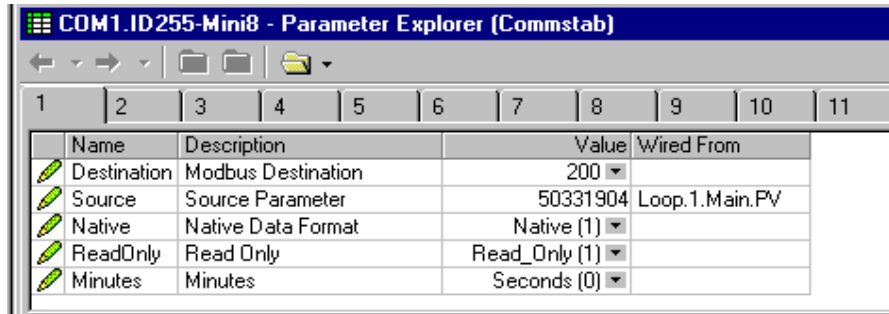 COM1.ID255-Mini8 - Parameter Explorer (Commstab)
1 2 3 4 5 6 7 8 9 10 11
Name Description Value Wired From
Destination Modbus Destination 200
Source Source Parameter 50331904 Loop.1.Main.PV
Native Native Data Format Native (1)
ReadOnly Read Only Read_Only (1)
Minutes Minutes Seconds (0)